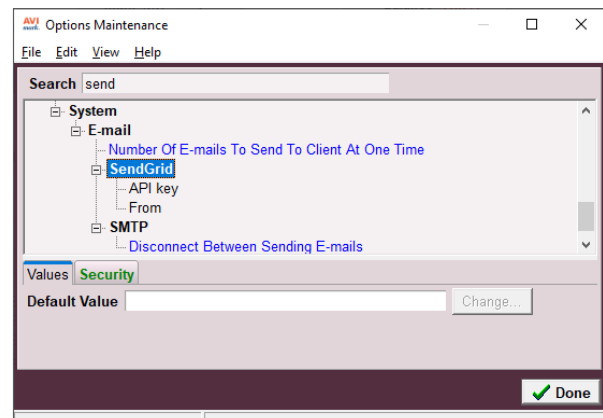 AVI mark. Options Maintenance
File Edit View Help
Search send
System
E-mail
Number Of E-mails To Send To Client At One Time
SendGrid
API key
From
SMTP
Disconnect Between Sending E-mails
Values Security
Default Value Change...
Done